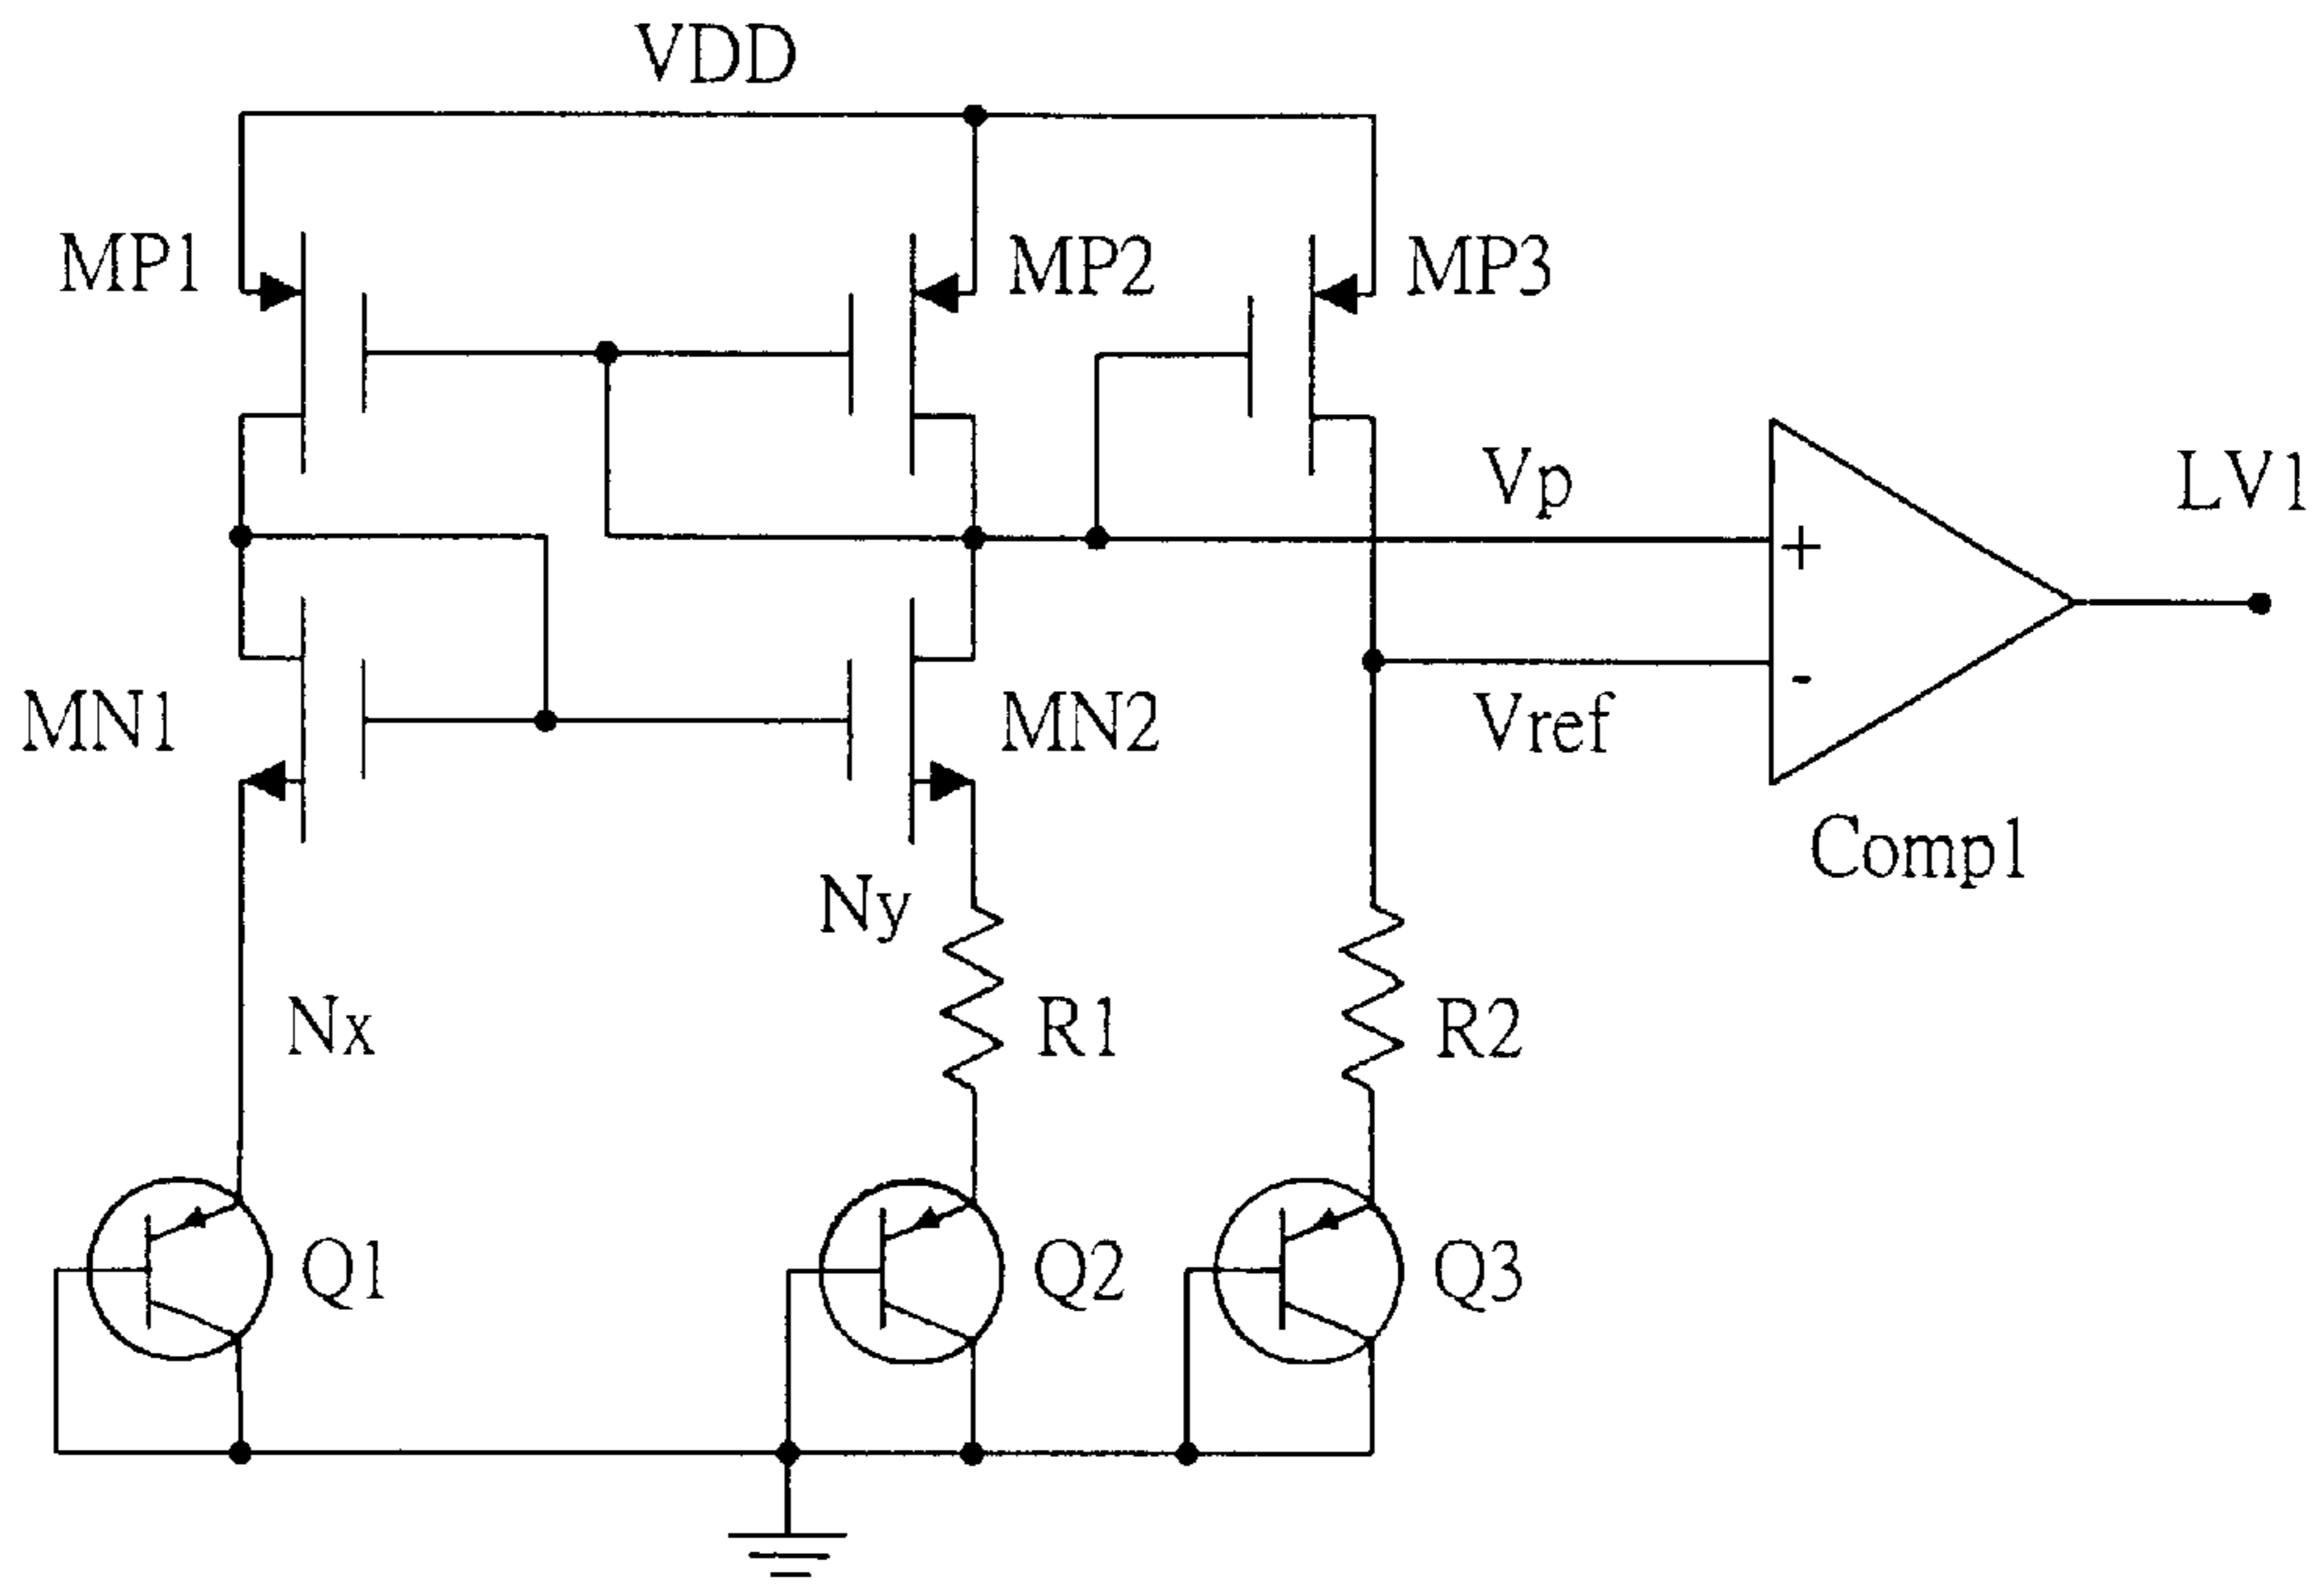 VDD
MP1
MP2
MP3
Vp
LV1
+
MN1
MN2
Vref
-
Comp1
Ny
Nx
R1
R2
Q1
Q2
Q3